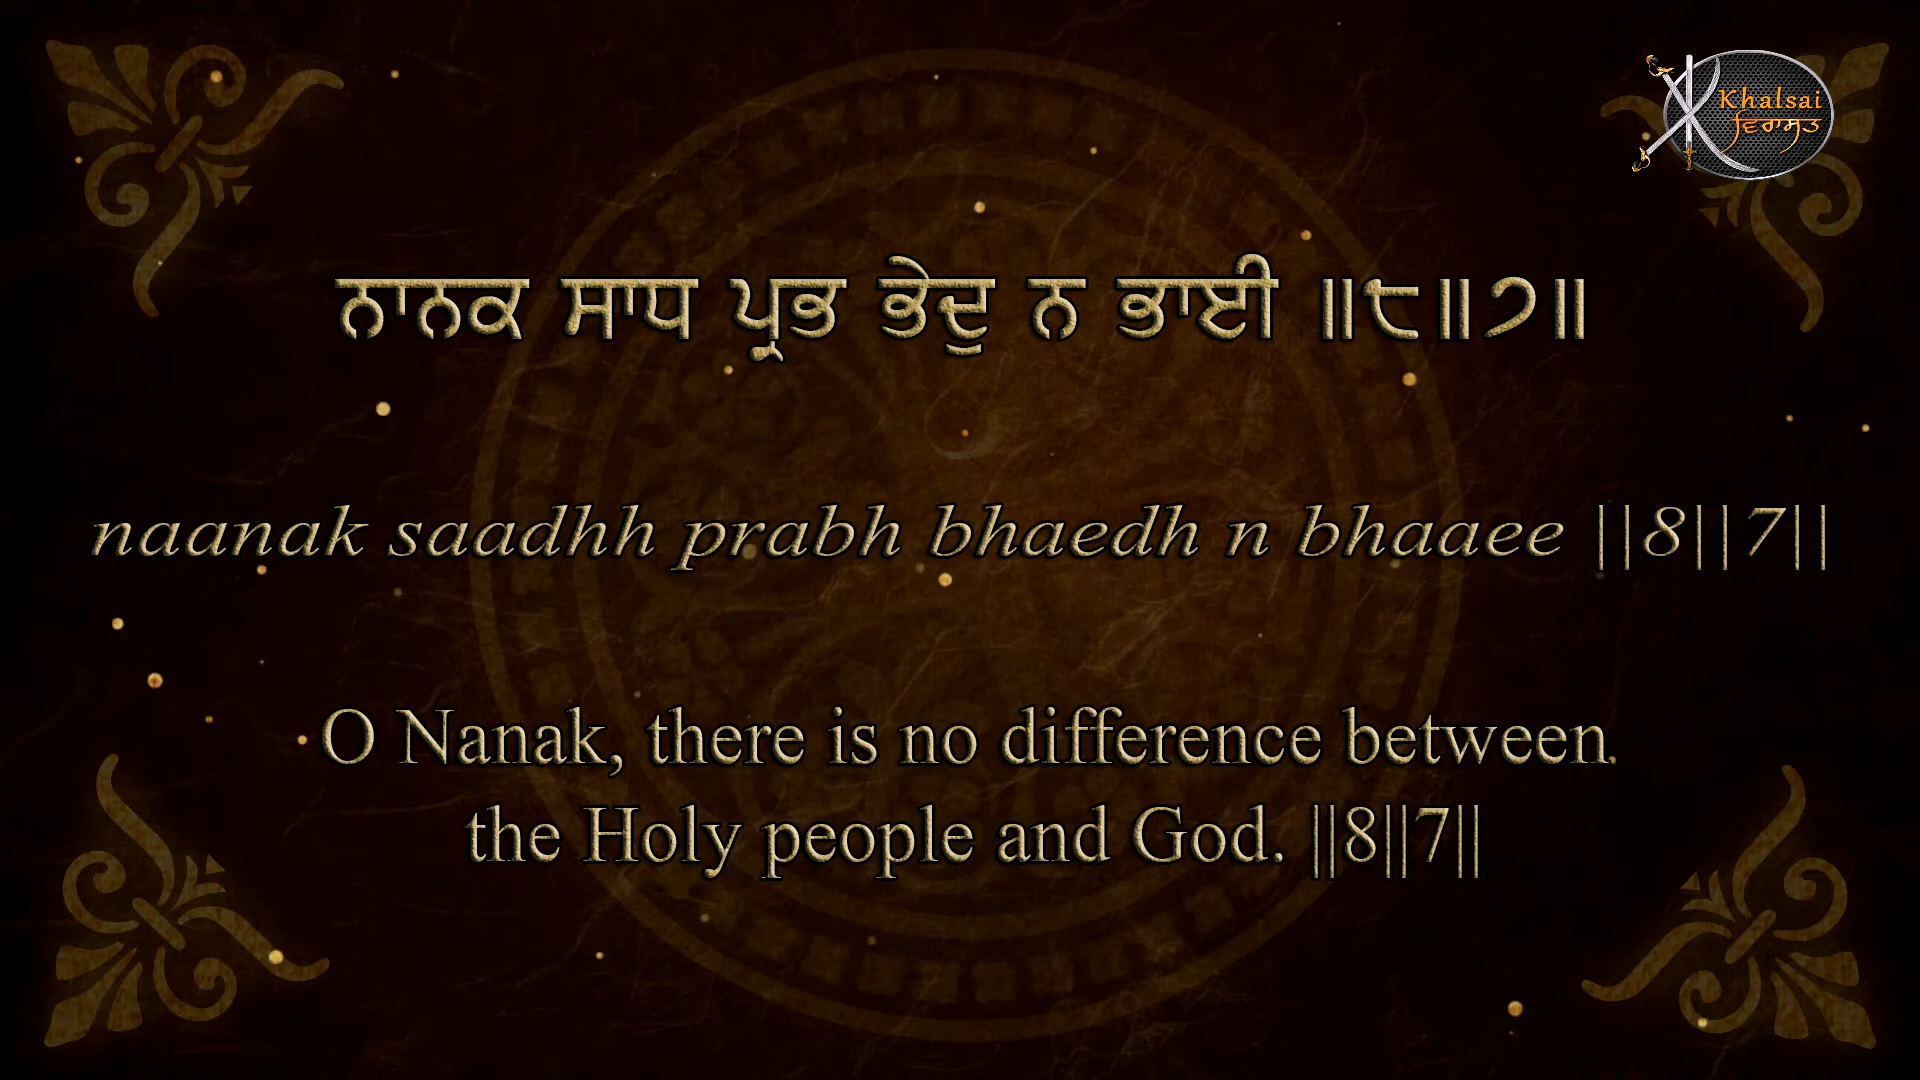 Khalsai
ਵਿਰਾਸਤ
ਨਾਨਕ ਸਾਧ ਪ੍ਰਭ ਭੇਦੁ ਨ ਭਾਈ ॥੮॥੭॥
naanak saadhh prabh bhaedh n bhaaee ||8||7||
O Nanak, there is no difference between
the Holy people and God. ||8||7||